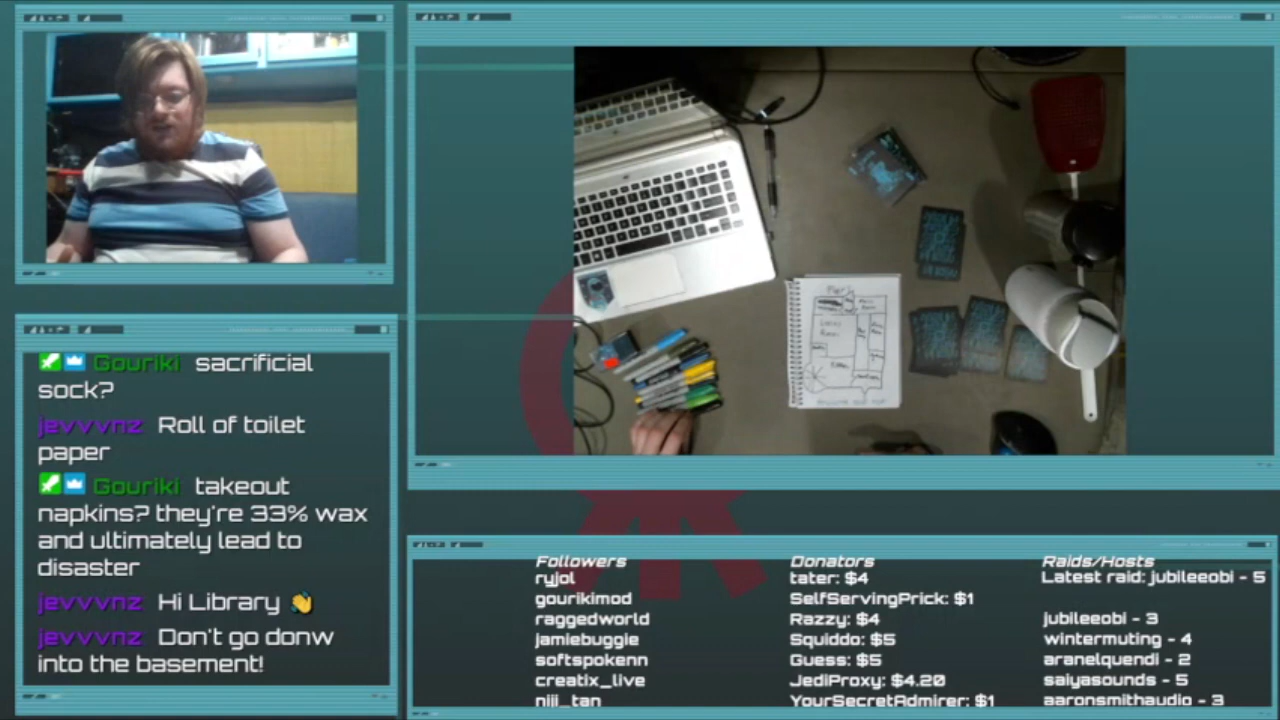 Gouriki sacrificial
sock?
jevvvnz Roll of toilet
paper
Gouriki takeout
napkins? they're 33% wax
and ultimately lead to
disaster
jevvvnz Hi Library 👋
jevvvnz Don't go donw
into the basement!
Followers
ryjol
gourikimod
raggedworld
jamiebuggie
softspokenn
creatix_live
niji_tan
Donators
tater: $4
SelfServingPrick: $1
Razzy: $4
Squiddo: $5
Guess: $5
JediProxy: $4.20
YourSecretAdmirer: $1
Raids/Hosts
Latest raid: jubileeobi - 5
jubileeobi - 3
wintermuting - 4
aranelquendi - 2
saiyasounds - 5
aaronsmithaudio - 3